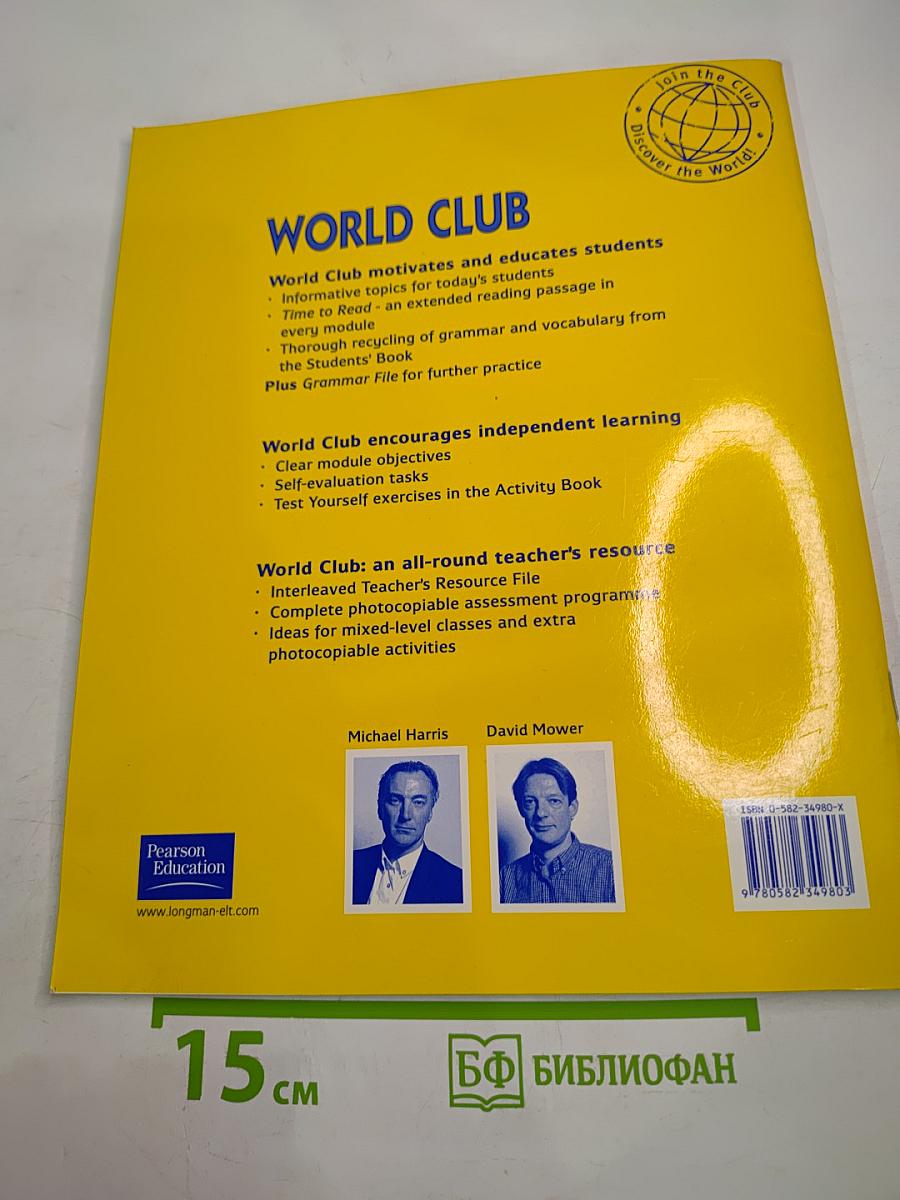 Join the Club
Discover the World!
WORLD CLUB
World Club motivates and educates students
· Informative topics for today's students
· Time to Read - an extended reading passage in
every module
· Thorough recycling of grammar and vocabulary from
the Students' Book
Plus Grammar File for further practice
World Club encourages independent learning
· Clear module objectives
· Self-evaluation tasks
· Test Yourself exercises in the Activity Book
World Club: an all-round teacher's resource
· Interleaved Teacher's Resource File
· Complete photocopiable assessment programme
· Ideas for mixed-level classes and extra
photocopiable activities
Michael Harris
David Mower
Pearson
Education
www.longman-elt.com
ISBN 0-582-34980-X
9 780582 349803
15 см
БФ БИБЛИОФАН